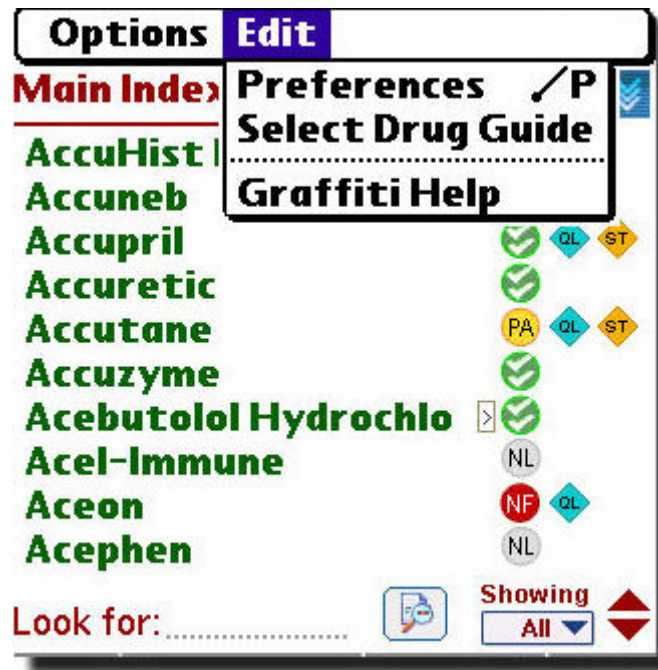 Options Edit
Main Index
Preferences ⟋P
Select Drug Guide
Graffiti Help
AccuHist
Accuneb
Accupril QL ST
Accuretic
Accutane PA QL ST
Accuzyme
Acebutolol Hydrochlo >
Acel-Immune NL
Aceon NF QL
Acephen NL
Look for:
Showing
All